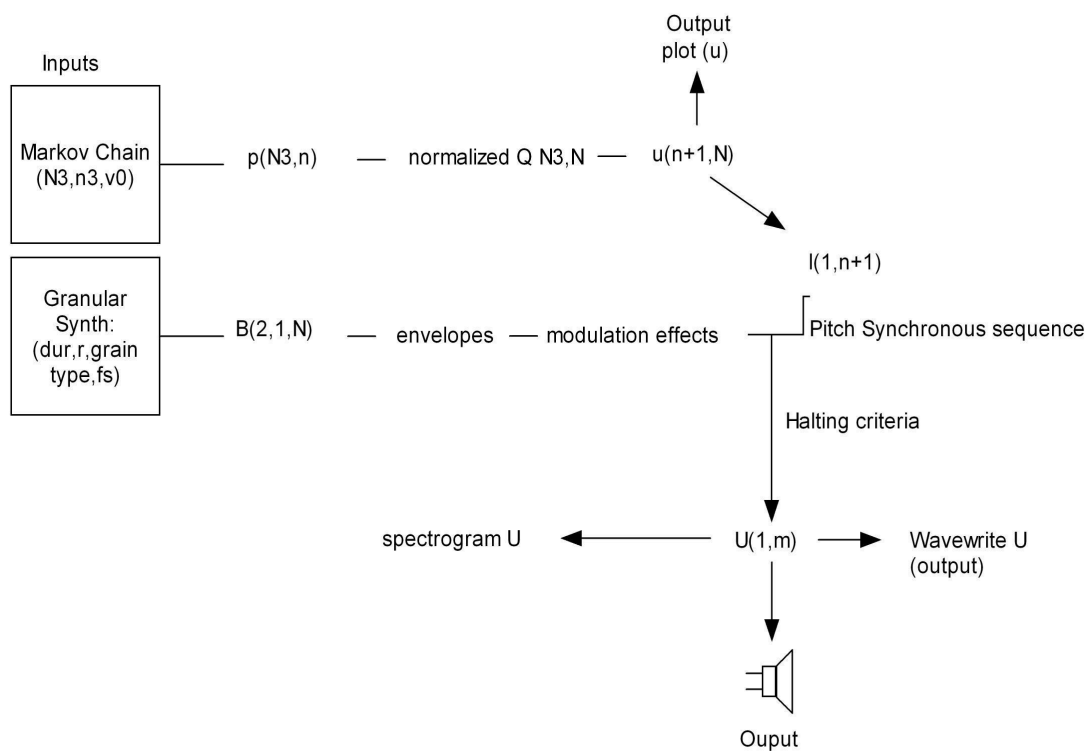 Output
plot (u)
Inputs
Markov Chain
(N3,n3,v0)
p(N3,n)
normalized Q N3,N
u(n+1,N)
I(1,n+1)
Granular
Synth:
(dur,r,grain
type,fs)
B(2,1,N)
envelopes
modulation effects
Pitch Synchronous sequence
Halting criteria
spectrogram U
U(1,m)
Wavewrite U
(output)
Ouput